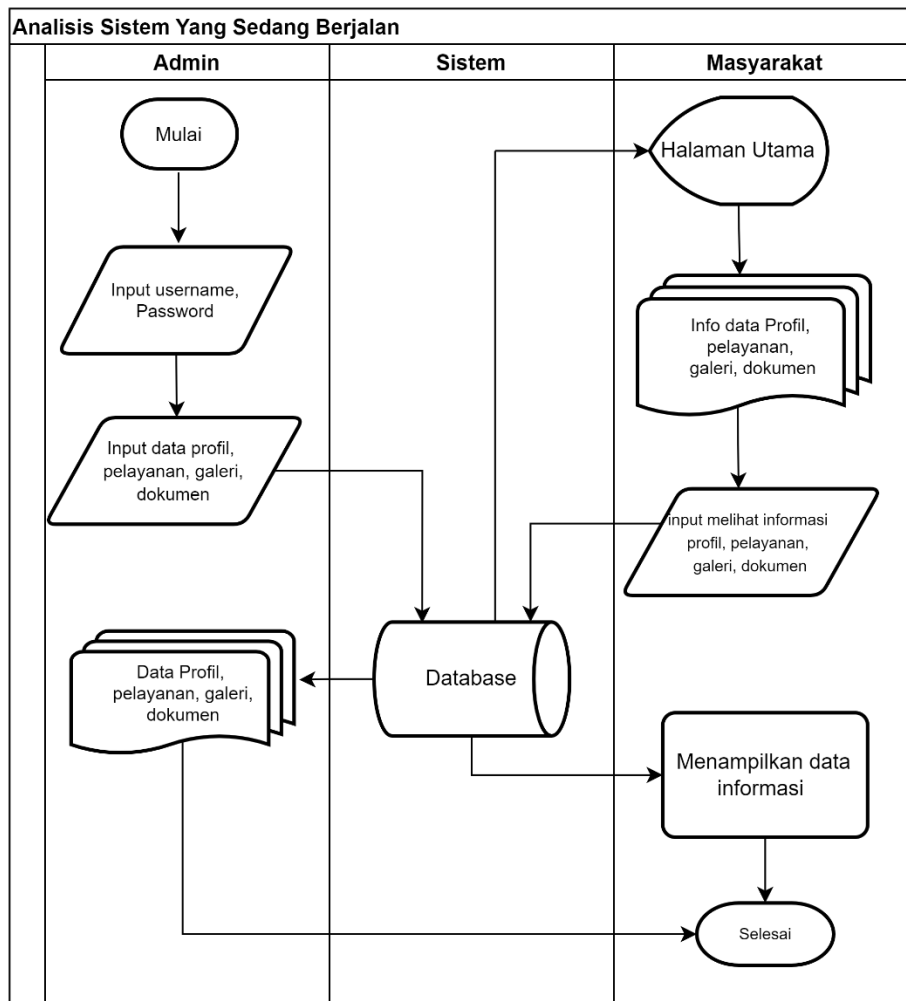 Analisis Sistem Yang Sedang Berjalan
Admin
Sistem
Masyarakat
Mulai
Input username,
Password
Input data profil,
pelayanan, galeri,
dokumen
Data Profil,
pelayanan, galeri,
dokumen
Database
Halaman Utama
Info data Profil,
pelayanan,
galeri, dokumen
input melihat informasi
profil, pelayanan,
galeri, dokumen
Menampilkan data
informasi
Selesai